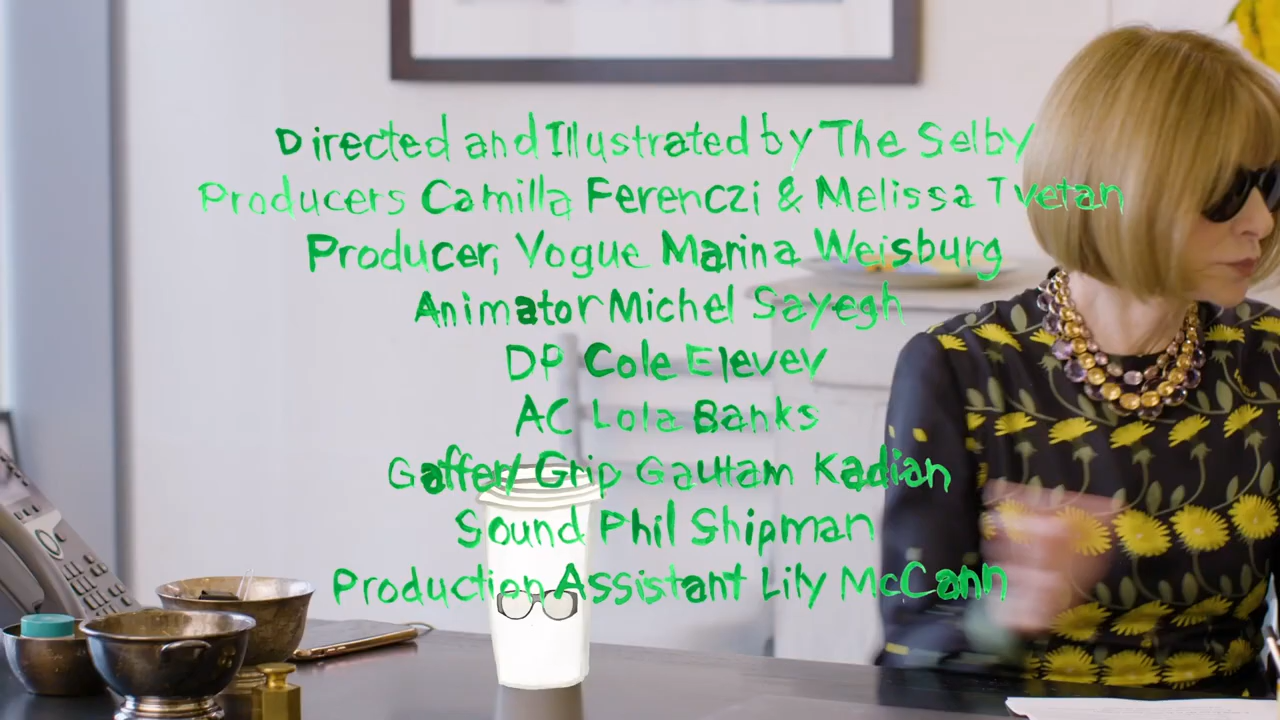 Directed and Illustrated by The Selby
Producers Camilla Ferenczi & Melissa Tvetan
Producer, Vogue Marina Weisburg
Animator Michel Sayegh
DP Cole Elevev
AC Lola Banks
Gaffer/Grip Gautam Kadian
Sound Phil Shipman
Production Assistant Lily McCann